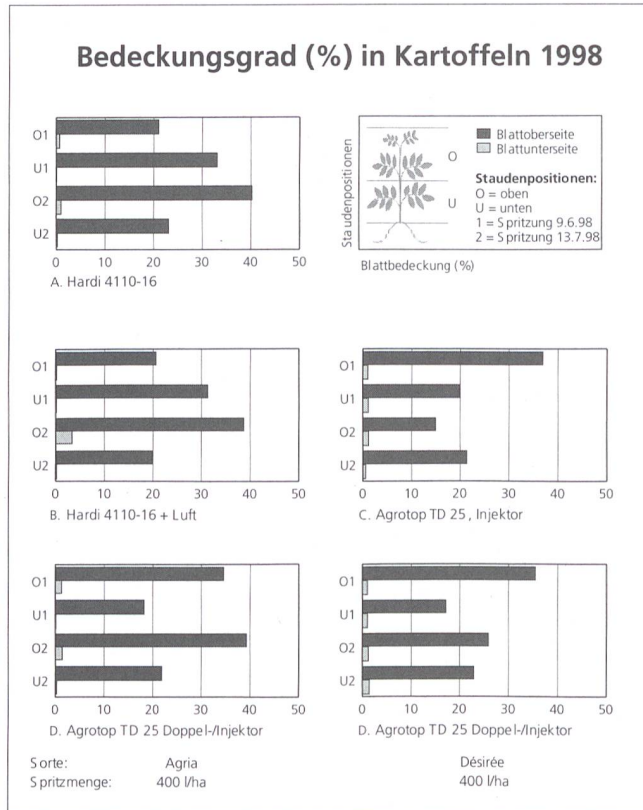 Bedeckungsgrad (%) in Kartoffeln 1998
O1
U1
O2
U2
0 10 20 30 40 50
A. Hardi 4110-16
Staudenpositionen
O
U
Blattoberseite
Blattunterseite
Staudenpositionen:
O = oben
U = unten
1 = Spritzung 9.6.98
2 = Spritzung 13.7.98
Blattbedeckung (%)
O1
U1
O2
U2
0 10 20 30 40 50
B. Hardi 4110-16 + Luft
O1
U1
O2
U2
0 10 20 30 40 50
C. Agrotop TD 25, Injektor
O1
U1
O2
U2
0 10 20 30 40 50
D. Agrotop TD 25 Doppel-/Injektor
O1
U1
O2
U2
0 10 20 30 40 50
D. Agrotop TD 25 Doppel-/Injektor
Sorte: Agria Désirée
Spritzmenge: 400 l/ha 400 l/ha